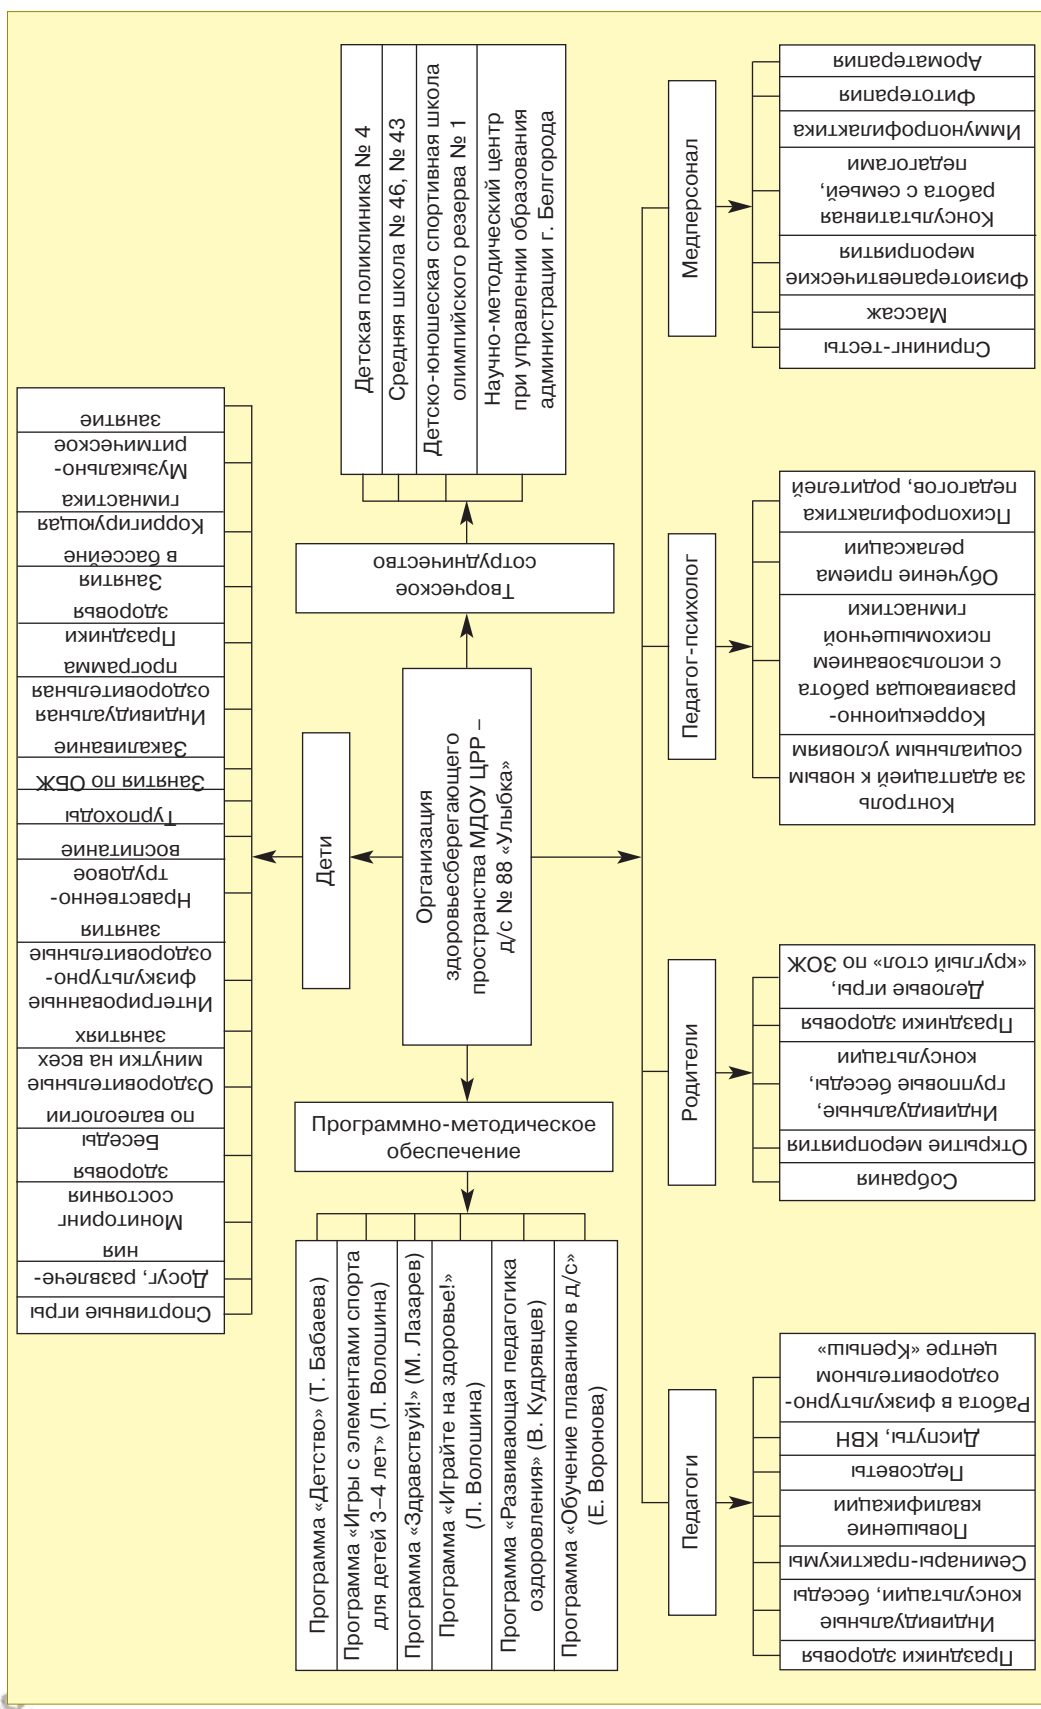 Спортивные игры
Досуг, развлече-
ния
Мониторинг
состояния
здоровья
Беседы
по валеологии
Оздоровительные
минутки на всех
занятиях
Интегрированные
физкультурно-
оздоровительные
занятия
Нравственно-
трудовое
воспитание
Турпоходы
Занятия по ОБЖ
Закаливание
Индивидуальная
оздоровительная
программа
Праздники
здоровья
Занятия
в бассейне
Корригирующая
гимнастика
Музыкально-
ритмическое
занятие
Дети
Детская поликлиника № 4
Средняя школа № 46, № 43
Детско-юношеская спортивная школа
олимпийского резерва № 1
Научно-методический центр
при управлении образования
администрации г. Белгорода
Творческое
сотрудничество
Организация
здоровьесберегающего
пространства МДОУ ЦРР –
д/с № 88 «Улыбка»
Программно-методическое
обеспечение
Программа «Детство» (Т. Бабаева)
Программа «Игры с элементами спорта
для детей 3–4 лет» (Л. Волошина)
Программа «Здравствуй!» (М. Лазарев)
Программа «Играйте на здоровье!»
(Л. Волошина)
Программа «Развивающая педагогика
оздоровления» (В. Кудрявцев)
Программа «Обучение плаванию в д/с»
(Е. Воронова)
Педагоги
Праздники здоровья
Индивидуальные
консультации, беседы
Семинары-практикумы
Повышение
квалификации
Педсоветы
Диспуты, КВН
Работа в физкультурно-
оздоровительном
центре «Крепыш»
Родители
Собрания
Открытие мероприятия
Индивидуальные,
групповые беседы,
консультации
Праздники здоровья
Деловые игры,
«круглый стол» по ЗОЖ
Педагог-психолог
Контроль
за адаптацией к новым
социальным условиям
Коррекционно-
развивающая работа
с использованием
психомышечной
гимнастики
Обучение приема
релаксации
Психопрофилактика
педагогов, родителей
Медперсонал
Спрининг-тесты
Массаж
Физиотерапевтические
мероприятия
Консультативная
работа с семьей,
педагогами
Иммунопрофилактика
Фитотерапия
Ароматерапия